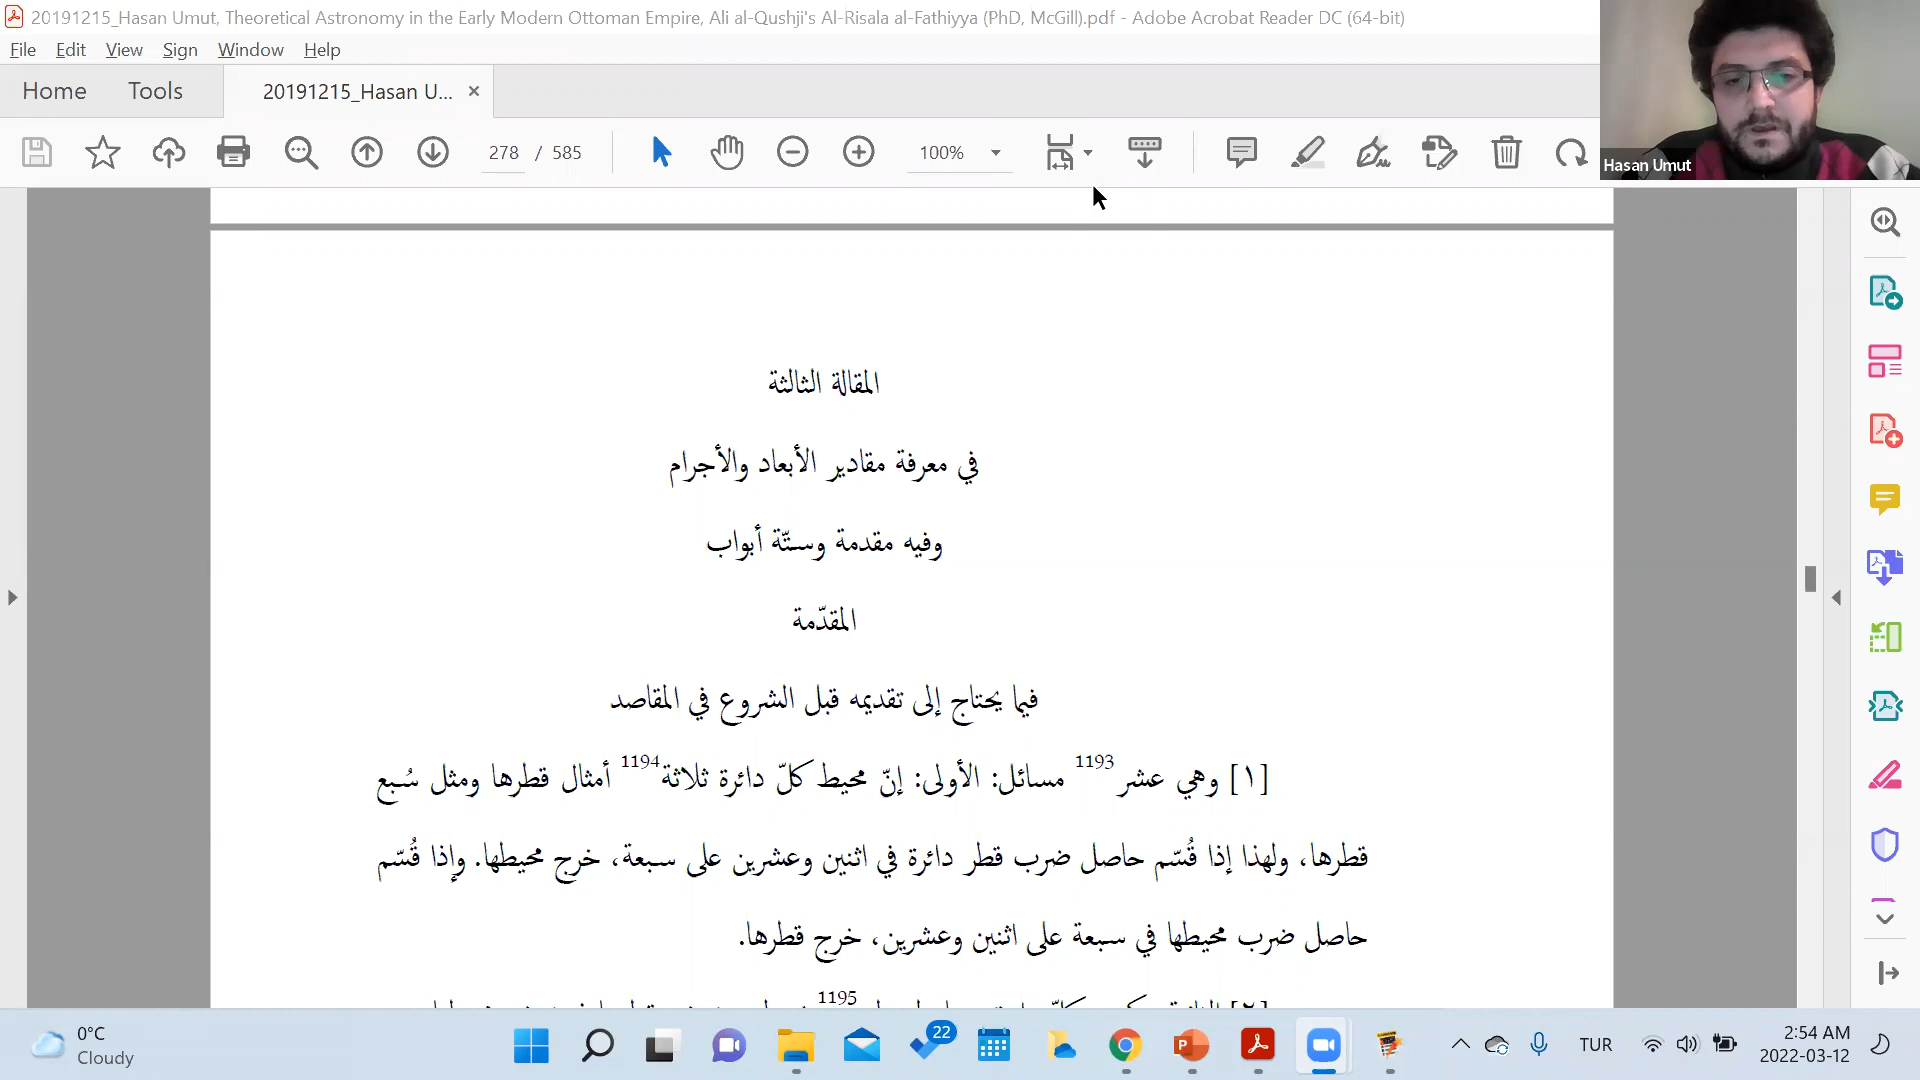 20191215_Hasan Umut, Theoretical Astronomy in the Early Modern Ottoman Empire, Ali al-Qushji's Al-Risala al-Fathiyya (PhD, McGill).pdf - Adobe Acrobat Reader DC (64-bit)
File Edit View Sign Window Help
Home Tools 20191215_Hasan U... ×
278 / 585 100%
Hasan Umut
المقالة الثالثة
في معرفة مقادير الأبعاد والأجرام
وفيه مقدمة وستّة أبواب
المقدّمة
فيما يحتاج إلى تقديمه قبل الشروع في المقاصد
[١] وهي عشر1193 مسائل: الأولى: إنّ محيط كلّ دائرة ثلاثة1194 أمثال قطرها ومثل سُبع
قطرها، ولهذا إذا قُسّم حاصل ضرب قطر دائرة في اثنين وعشرين على سبعة، خرج محيطها. وإذا قُسّم
حاصل ضرب محيطها في سبعة على اثنين وعشرين، خرج قطرها.
1195
0°C
Cloudy
22
TUR
2:54 AM
2022-03-12